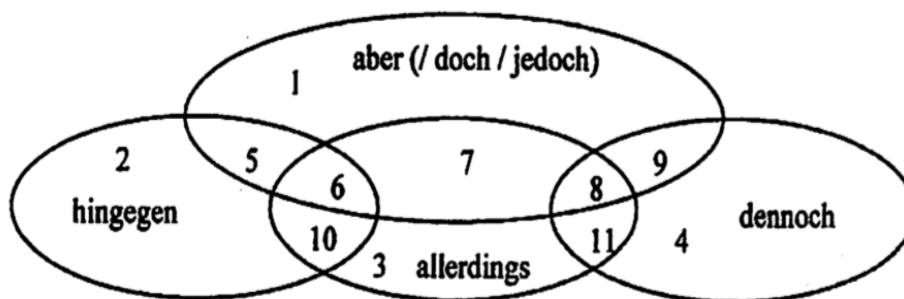 aber (/ doch / jedoch)
1
2 5 7 9
6 8
hingegen dennoch
10 11 4
3 allerdings